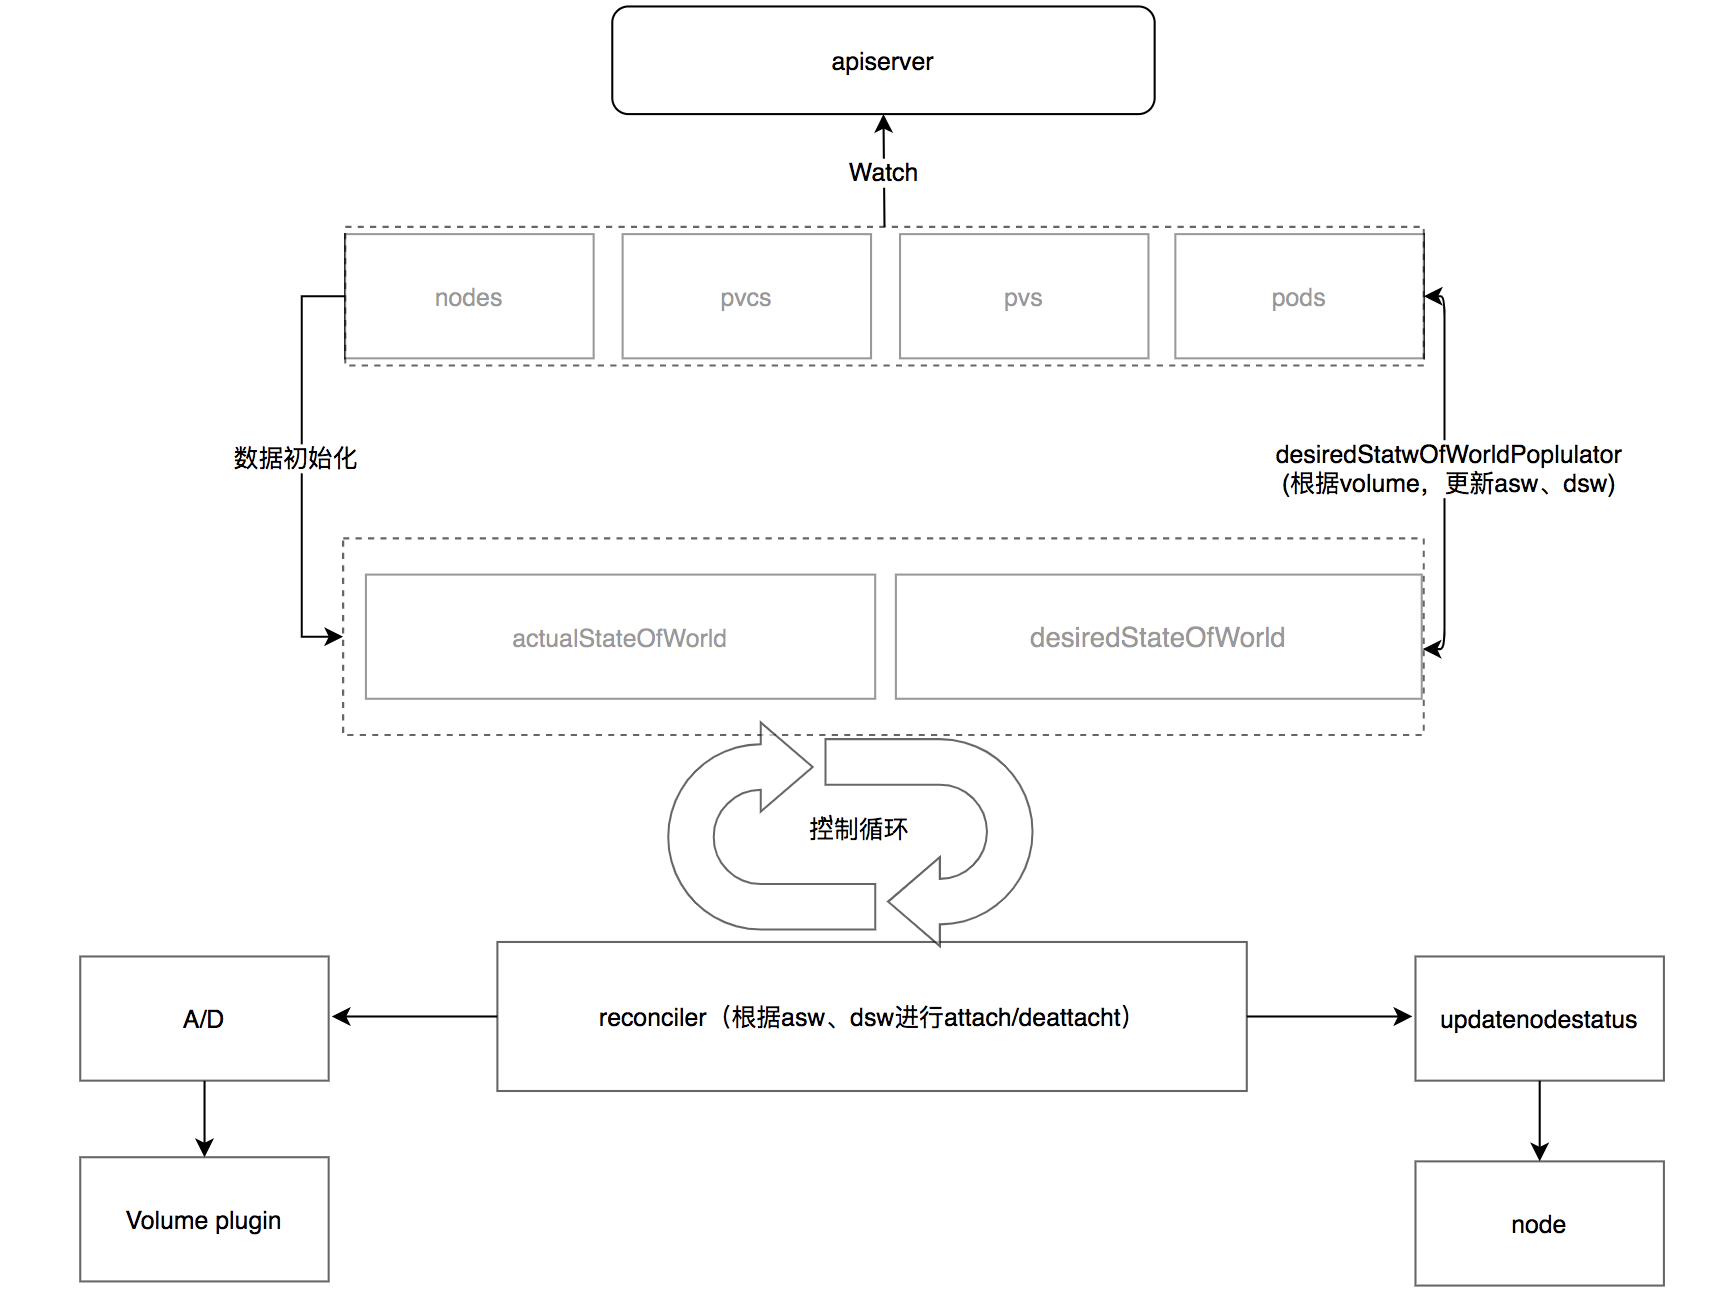 apiserver
Watch
nodes
pvcs
pvs
pods
数据初始化
desiredStatwOfWorldPoplulator
(根据volume，更新asw、dsw)
actualStateOfWorld
desiredStateOfWorld
控制循环
A/D
reconciler（根据asw、dsw进行attach/deattacht）
updatenodestatus
Volume plugin
node